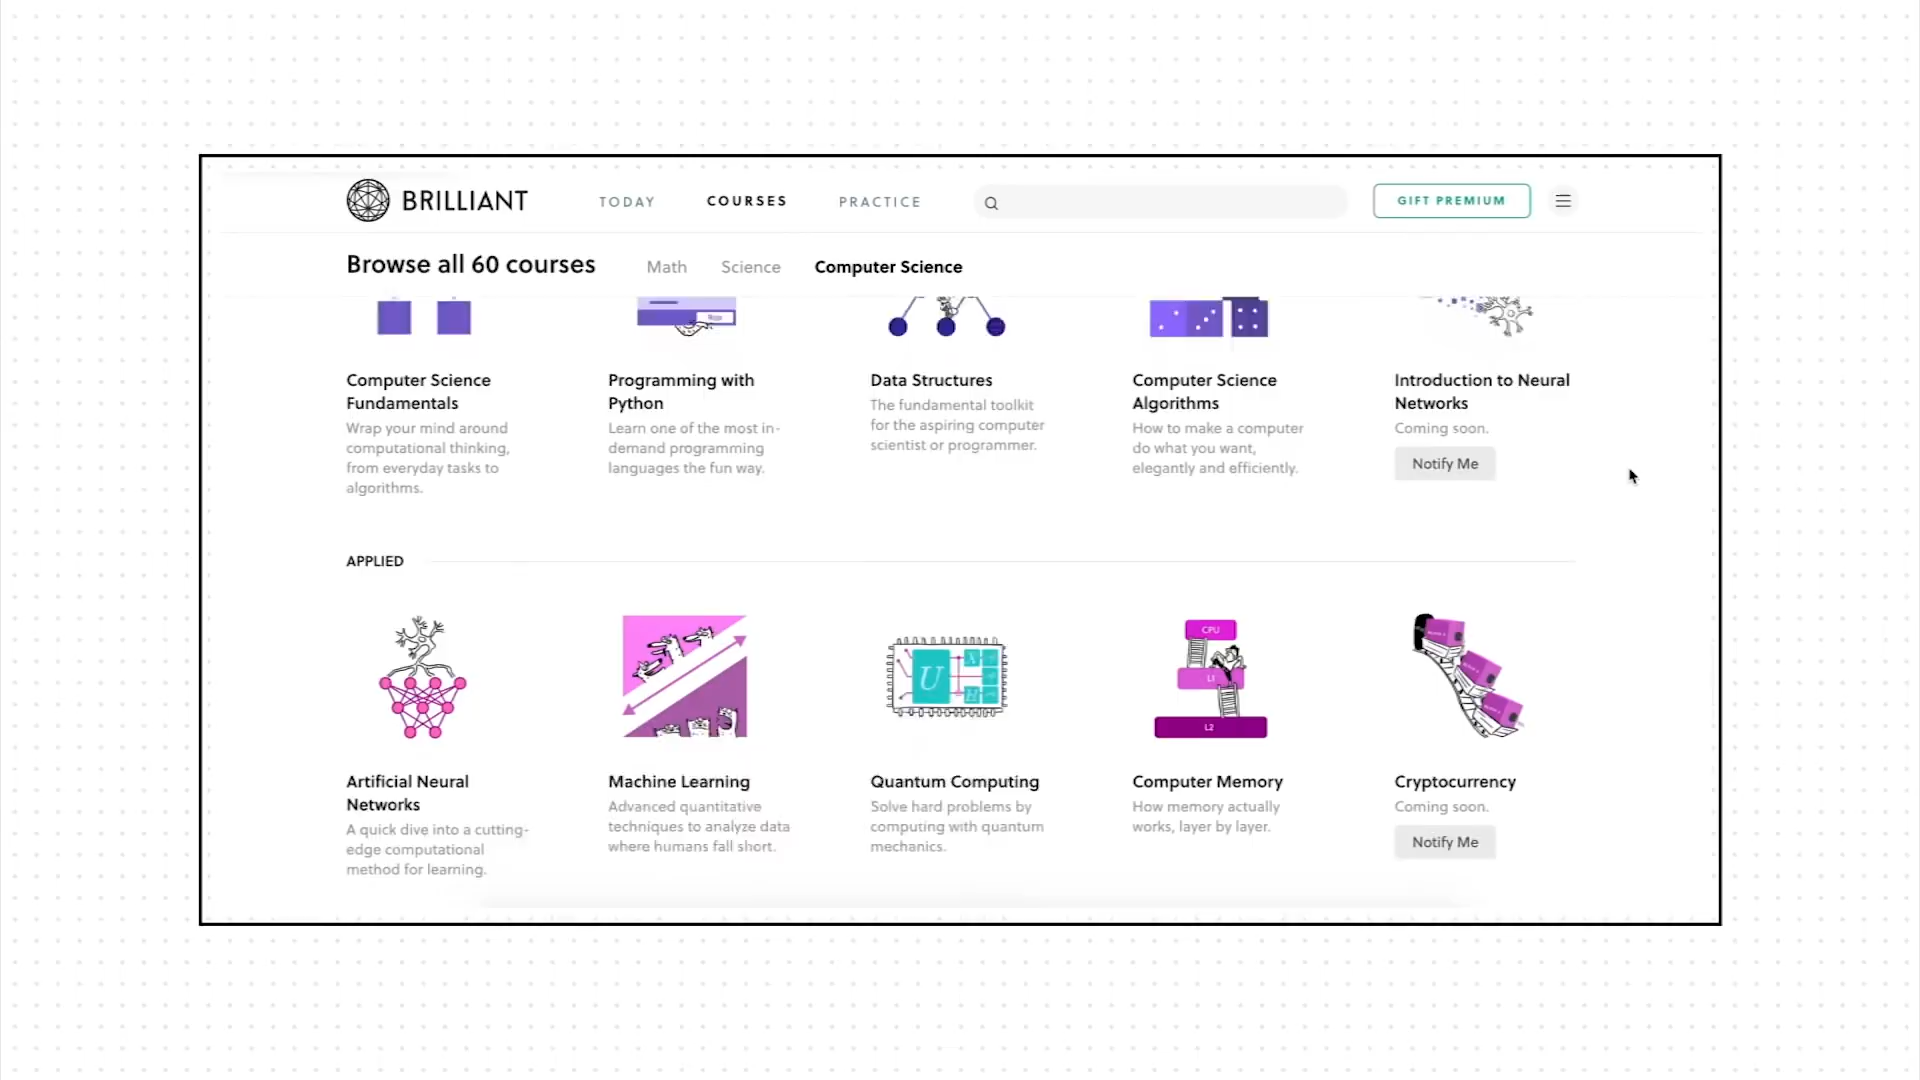 BRILLIANT
TODAY
COURSES
PRACTICE
GIFT PREMIUM
Browse all 60 courses
Math
Science
Computer Science
Computer Science
Fundamentals
Wrap your mind around
computational thinking,
from everyday tasks to
algorithms.
Programming with
Python
Learn one of the most in-
demand programming
languages the fun way.
Data Structures
The fundamental toolkit
for the aspiring computer
scientist or programmer.
Computer Science
Algorithms
How to make a computer
do what you want,
elegantly and efficiently.
Introduction to Neural
Networks
Coming soon.
Notify Me
APPLIED
U
X
H
CPU
L1
L2
Artificial Neural
Networks
A quick dive into a cutting-
edge computational
method for learning.
Machine Learning
Advanced quantitative
techniques to analyze data
where humans fall short.
Quantum Computing
Solve hard problems by
computing with quantum
mechanics.
Computer Memory
How memory actually
works, layer by layer.
Cryptocurrency
Coming soon.
Notify Me